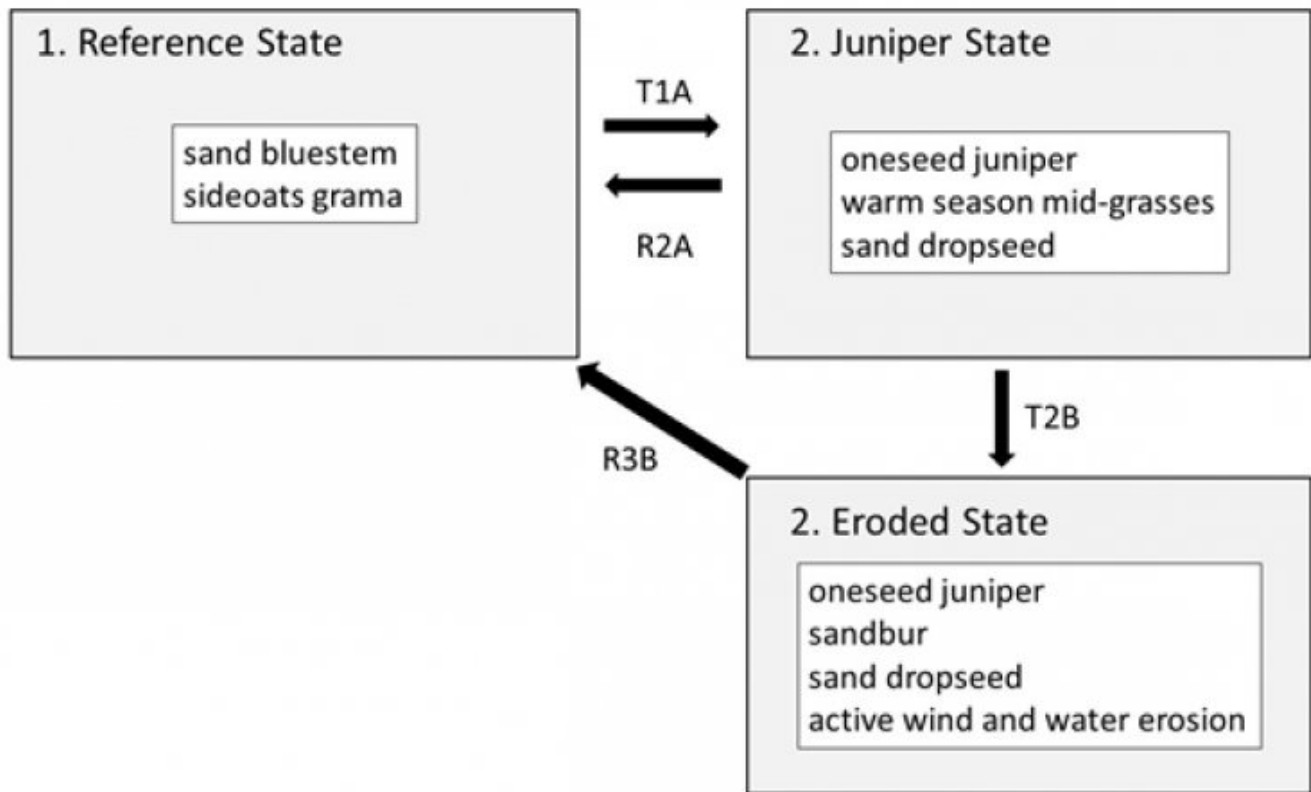 1. Reference State
sand bluestem
sideoats grama
T1A
R2A
2. Juniper State
oneseed juniper
warm season mid-grasses
sand dropseed
T2B
R3B
2. Eroded State
oneseed juniper
sandbur
sand dropseed
active wind and water erosion